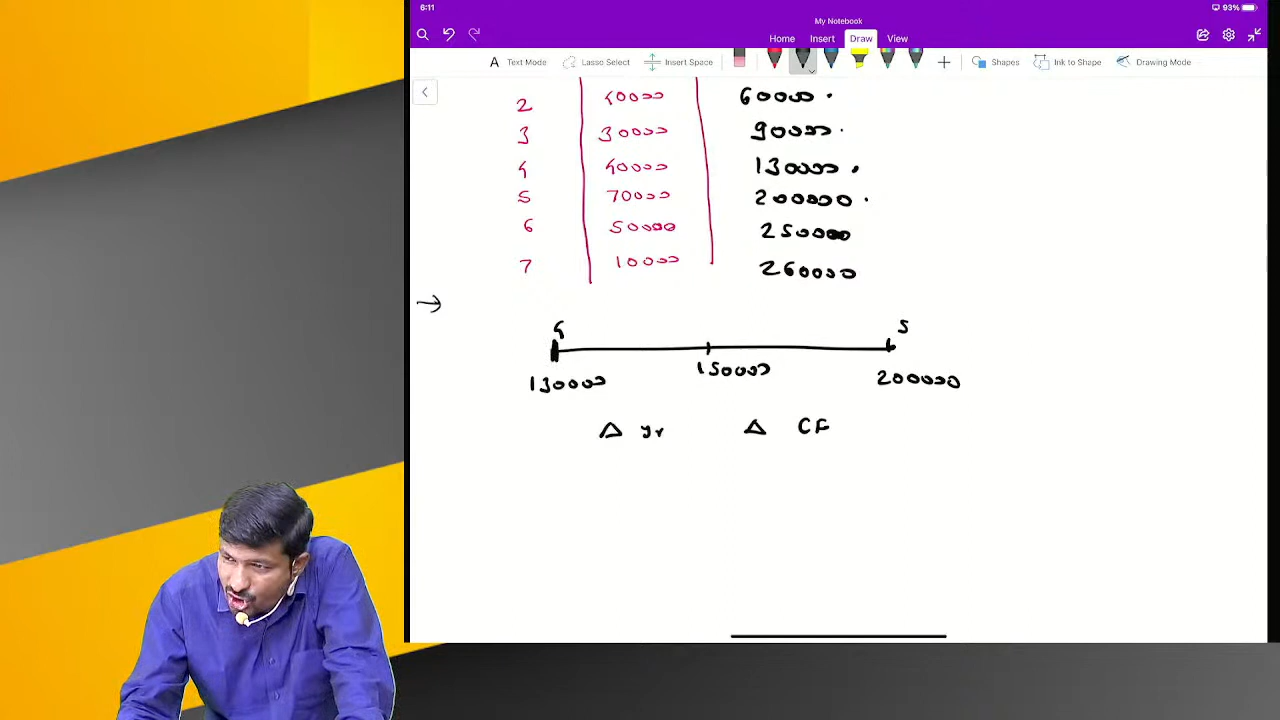 6:11
93%
My Notebook
Home Insert Draw View
A Text Mode Lasso Select Insert Space Shapes Ink to Shape Drawing Mode
2 40000 60000
3 30000 90000
4 40000 130000
5 70000 200000
6 50000 250000
7 10000 260000
→
4 5
130000 150000 200000
Δ yr Δ CF